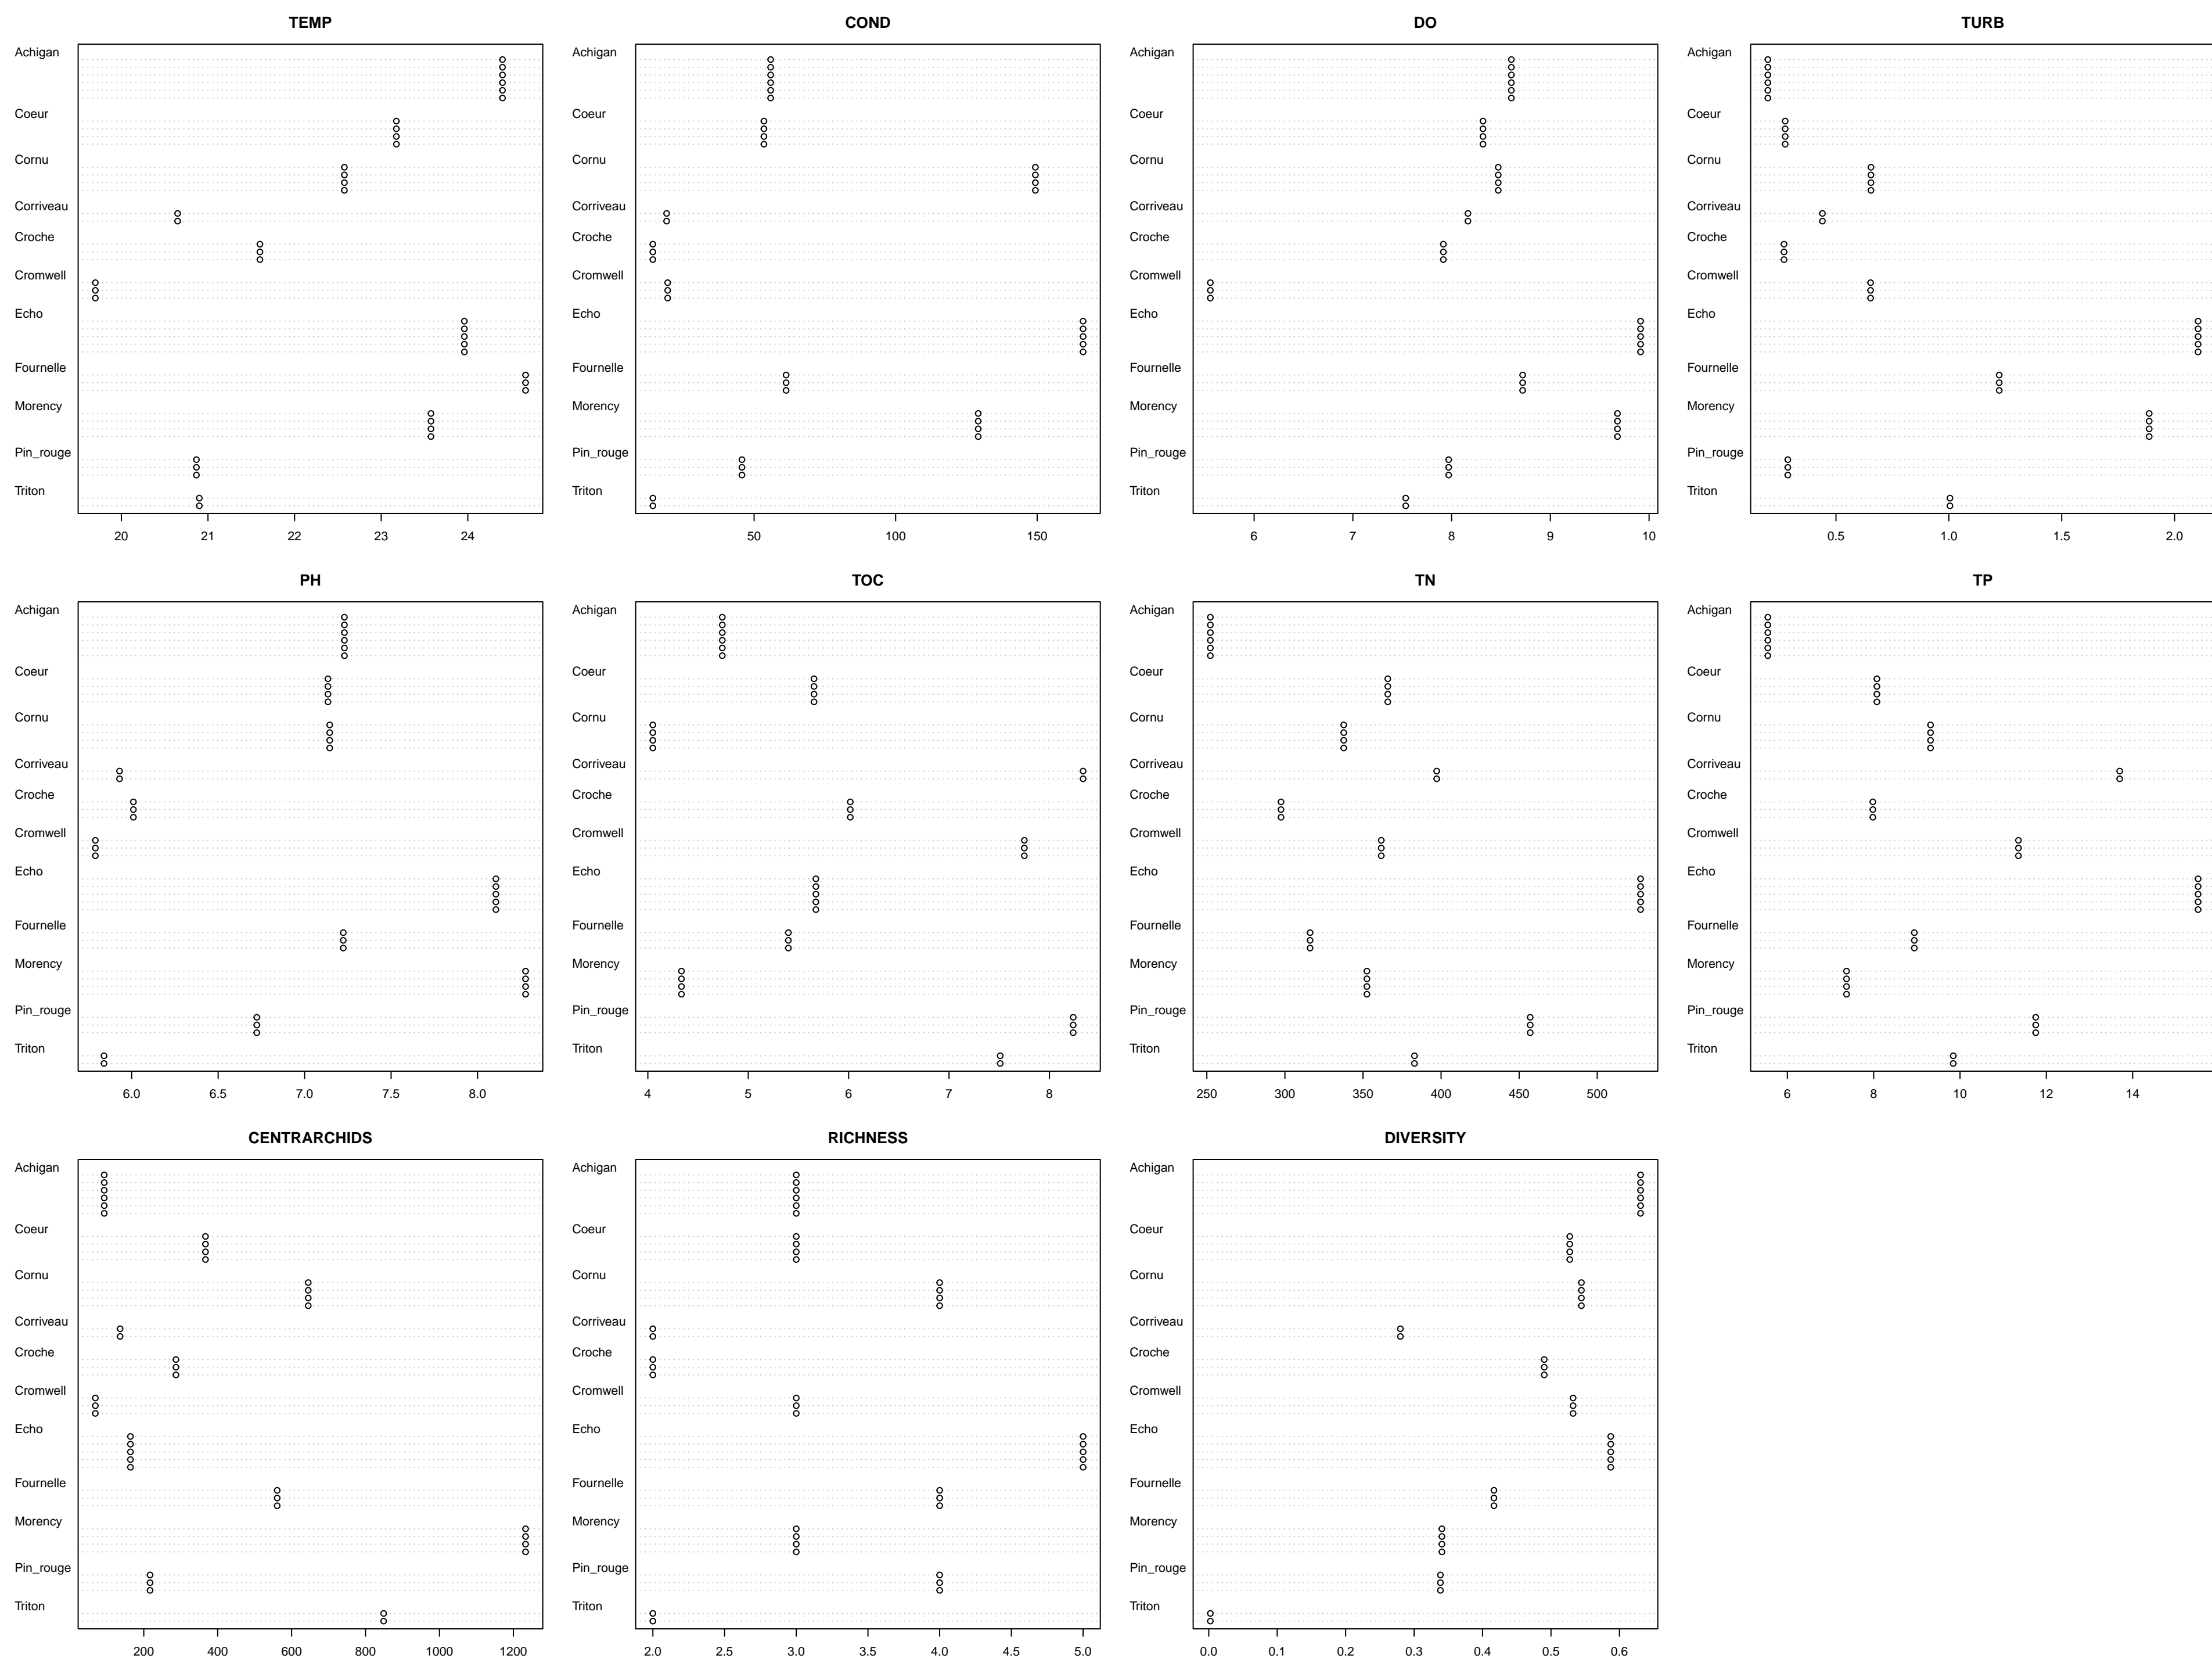 TEMP
Achigan
Coeur
Cornu
Corriveau
Croche
Cromwell
Echo
Fournelle
Morency
Pin_rouge
Triton
20 21 22 23 24
COND
Achigan
Coeur
Cornu
Corriveau
Croche
Cromwell
Echo
Fournelle
Morency
Pin_rouge
Triton
50 100 150
DO
Achigan
Coeur
Cornu
Corriveau
Croche
Cromwell
Echo
Fournelle
Morency
Pin_rouge
Triton
6 7 8 9 10
TURB
Achigan
Coeur
Cornu
Corriveau
Croche
Cromwell
Echo
Fournelle
Morency
Pin_rouge
Triton
0.5 1.0 1.5 2.0
PH
Achigan
Coeur
Cornu
Corriveau
Croche
Cromwell
Echo
Fournelle
Morency
Pin_rouge
Triton
6.0 6.5 7.0 7.5 8.0
TOC
Achigan
Coeur
Cornu
Corriveau
Croche
Cromwell
Echo
Fournelle
Morency
Pin_rouge
Triton
4 5 6 7 8
TN
Achigan
Coeur
Cornu
Corriveau
Croche
Cromwell
Echo
Fournelle
Morency
Pin_rouge
Triton
250 300 350 400 450 500
TP
Achigan
Coeur
Cornu
Corriveau
Croche
Cromwell
Echo
Fournelle
Morency
Pin_rouge
Triton
6 8 10 12 14
CENTRARCHIDS
Achigan
Coeur
Cornu
Corriveau
Croche
Cromwell
Echo
Fournelle
Morency
Pin_rouge
Triton
200 400 600 800 1000 1200
RICHNESS
Achigan
Coeur
Cornu
Corriveau
Croche
Cromwell
Echo
Fournelle
Morency
Pin_rouge
Triton
2.0 2.5 3.0 3.5 4.0 4.5 5.0
DIVERSITY
Achigan
Coeur
Cornu
Corriveau
Croche
Cromwell
Echo
Fournelle
Morency
Pin_rouge
Triton
0.0 0.1 0.2 0.3 0.4 0.5 0.6